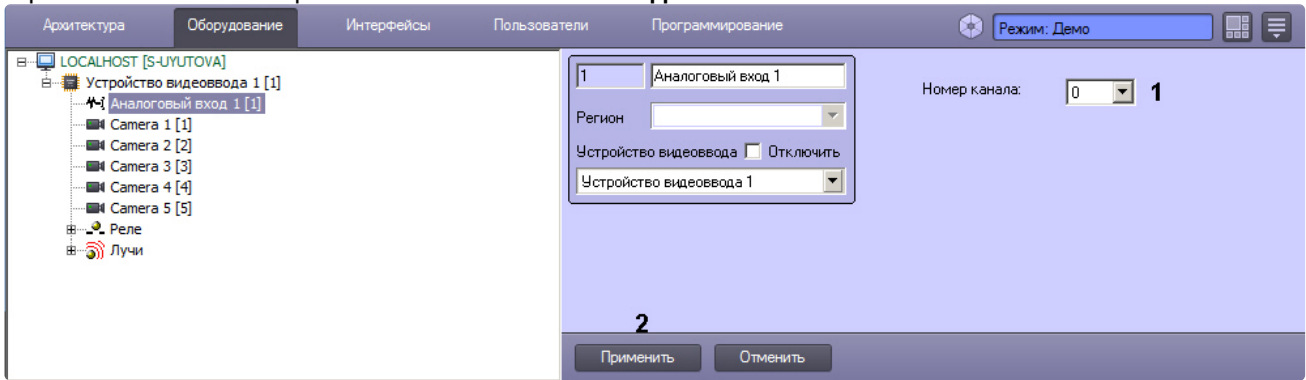 Архитектура Оборудование Интерфейсы Пользователи Программирование Режим: Демо
LOCALHOST [S-UYUTOVA]
Устройство видеоввода 1 [1]
Аналоговый вход 1 [1]
Camera 1 [1]
Camera 2 [2]
Camera 3 [3]
Camera 4 [4]
Camera 5 [5]
Реле
Лучи
1 Аналоговый вход 1
Регион
Устройство видеоввода Отключить
Устройство видеоввода 1
Номер канала: 0 1
2
Применить Отменить